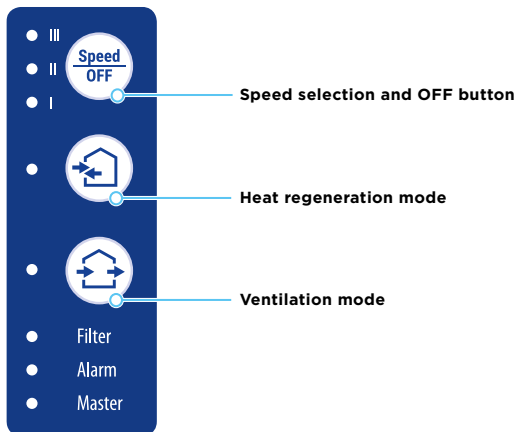 III
Speed
OFF
II
I
Speed selection and OFF button
Heat regeneration mode
Ventilation mode
Filter
Alarm
Master